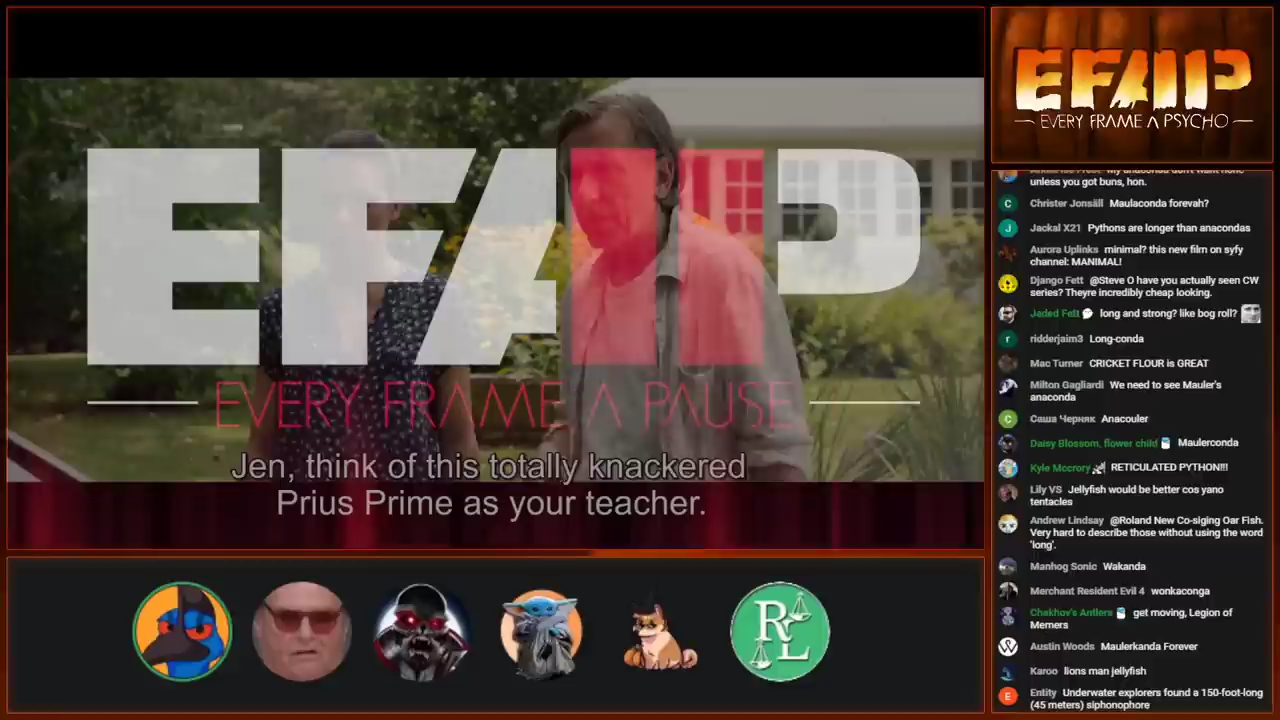 EFAP
EVERY FRAME A PAUSE
Jen, think of this totally knackered
Prius Prime as your teacher.
RL
EFAP
EVERY FRAME A PSYCHO
unless you got buns, hon.
C Christer Jonsäll Maulaconda forevah?
J Jackal X21 Pythons are longer than anacondas
Aurora Uplinks minimal? this new film on syfy
channel: MANIMAL!
Django Fett @Steve O have you actually seen CW
series? Theyre incredibly cheap looking.
Jaded Felt long and strong? like bog roll?
r ridderjaim3 Long-conda
Mac Turner CRICKET FLOUR is GREAT
Milton Gagliardi We need to see Mauler's
anaconda
C Саша Черняк Anacouler
Daisy Blossom, flower child Maulerconda
Kyle Mccrory RETICULATED PYTHON!!!
Lily VS Jellyfish would be better cos yano
tentacles
Andrew Lindsay @Roland New Co-siging Oar Fish.
Very hard to describe those without using the word
'long'.
Manhog Sonic Wakanda
Merchant Resident Evil 4 wonkaconga
Chekhov's Antlers get moving, Legion of
Memers
W Austin Woods Maulerkanda Forever
Karoo lions man jellyfish
E Entity Underwater explorers found a 150-foot-long
(45 meters) siphonophore